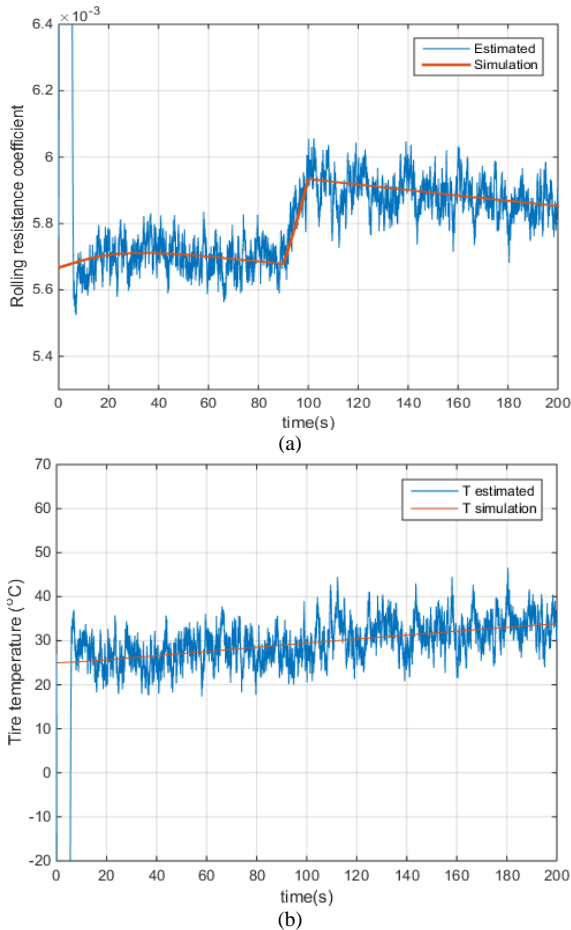 ×10⁻³
6.4
6.2
6
5.8
5.6
5.4
Rolling resistance coefficient
Estimated
Simulation
0 20 40 60 80 100 120 140 160 180 200
time(s)
(a)
70
60
50
40
30
20
10
0
-10
-20
Tire temperature (°C)
T estimated
T simulation
0 20 40 60 80 100 120 140 160 180 200
time(s)
(b)